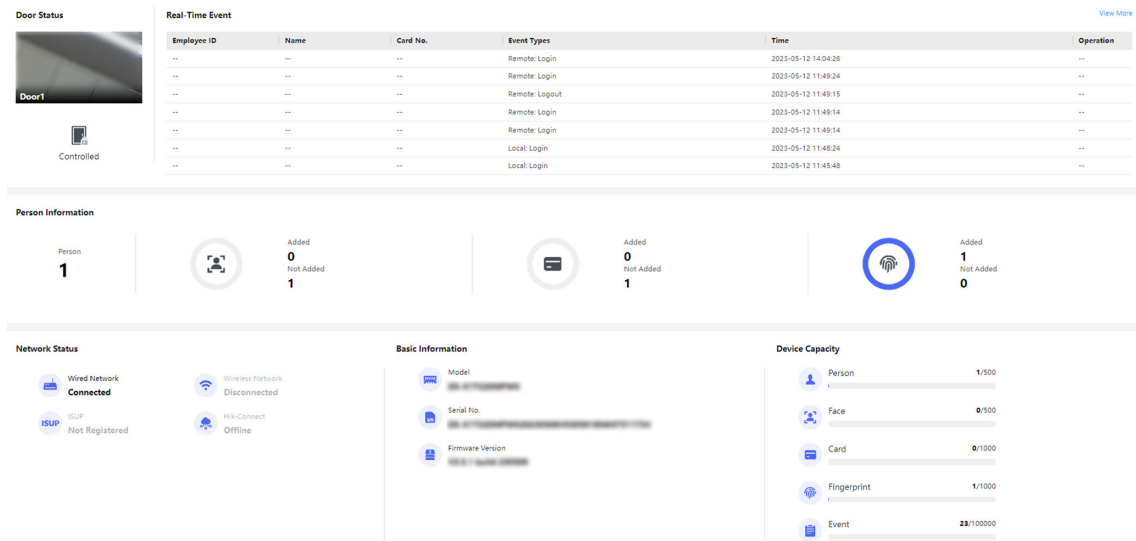 Door Status
Door1
Controlled
Real-Time Event
View More
Employee ID Name Card No. Event Types Time Operation
-- -- -- Remote: Login 2023-05-12 14:04:26 --
-- -- -- Remote: Login 2023-05-12 11:49:24 --
-- -- -- Remote: Logout 2023-05-12 11:49:15 --
-- -- -- Remote: Login 2023-05-12 11:49:14 --
-- -- -- Remote: Login 2023-05-12 11:49:14 --
-- -- -- Local: Login 2023-05-12 11:48:24 --
-- -- -- Local: Login 2023-05-12 11:45:48 --
Person Information
Person
1
Added
0
Not Added
1
Added
0
Not Added
1
Added
1
Not Added
0
Network Status
Wired Network
Connected
Wireless Network
Disconnected
ISUP
ISUP
Not Registered
Hik-Connect
Offline
Basic Information
Model
Serial No.
Firmware Version
Device Capacity
Person 1/500
Face 0/500
Card 0/1000
Fingerprint 1/1000
Event 23/100000